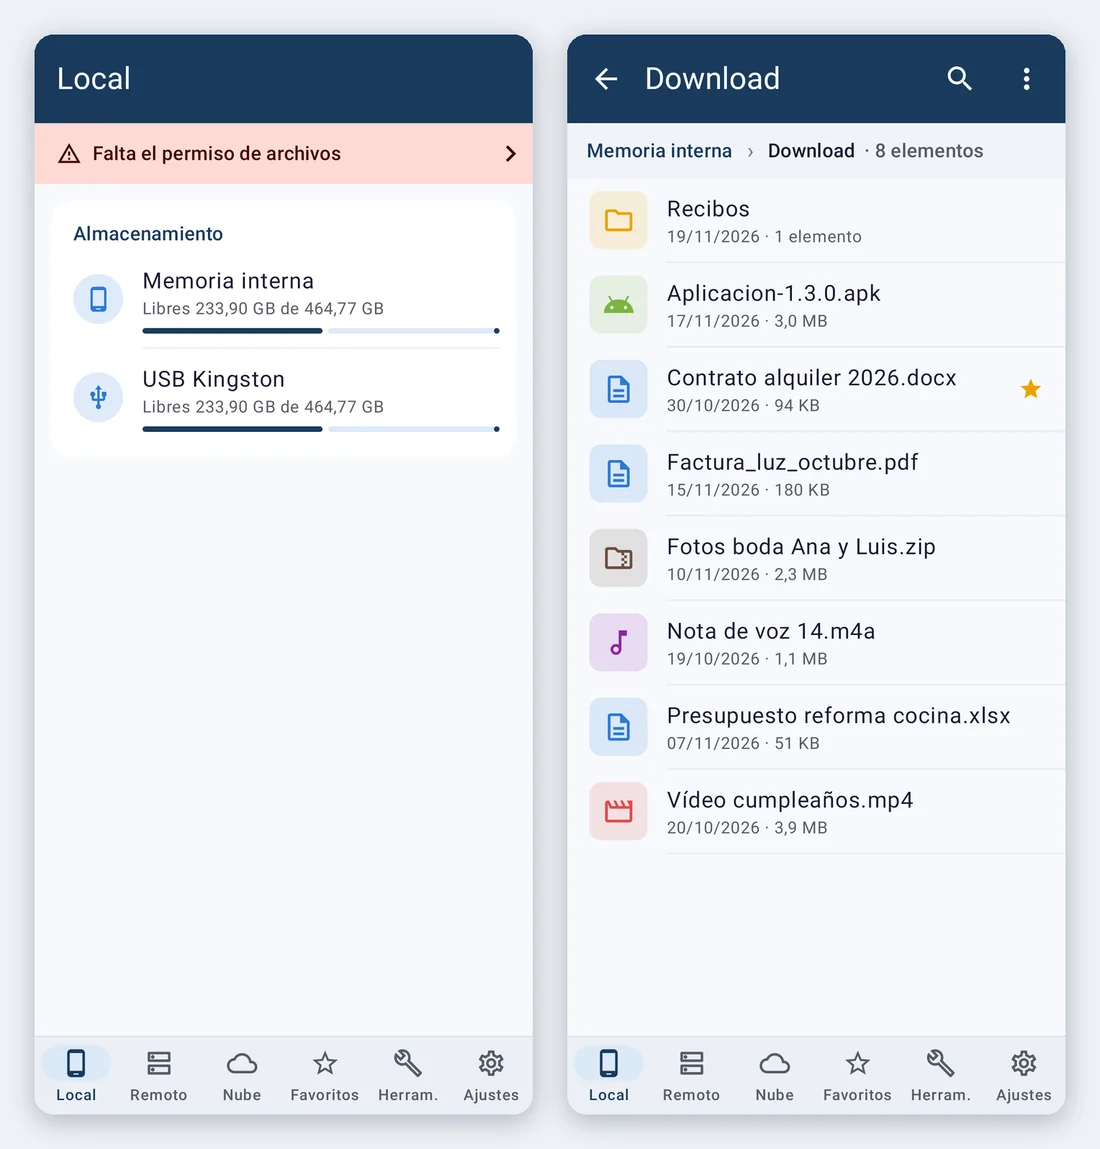 Local
Falta el permiso de archivos
Almacenamiento
Memoria interna
Libres 233,90 GB de 464,77 GB
USB Kingston
Libres 233,90 GB de 464,77 GB
Local Remoto Nube Favoritos Herram. Ajustes
Download
Memoria interna › Download · 8 elementos
Recibos
19/11/2026 · 1 elemento
Aplicacion-1.3.0.apk
17/11/2026 · 3,0 MB
Contrato alquiler 2026.docx
30/10/2026 · 94 KB
Factura_luz_octubre.pdf
15/11/2026 · 180 KB
Fotos boda Ana y Luis.zip
10/11/2026 · 2,3 MB
Nota de voz 14.m4a
19/10/2026 · 1,1 MB
Presupuesto reforma cocina.xlsx
07/11/2026 · 51 KB
Vídeo cumpleaños.mp4
20/10/2026 · 3,9 MB
Local Remoto Nube Favoritos Herram. Ajustes